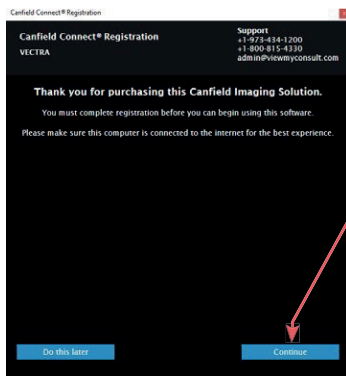 Canfield Connect® Registration
Canfield Connect® Registration
VECTRA
Support
+1-973-434-1200
+1-800-815-4330
admin@viewmyconsult.com
Thank you for purchasing this Canfield Imaging Solution.
You must complete registration before you can begin using this software.
Please make sure this computer is connected to the internet for the best experience.
Do this later
Continue